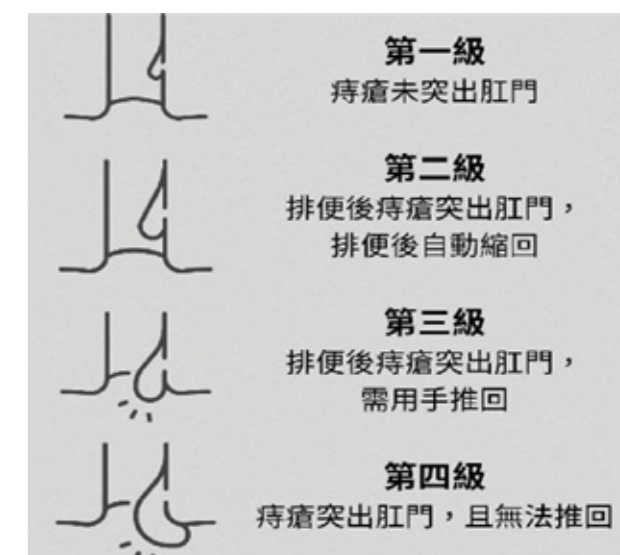 第一級
痔瘡未突出肛門
第二級
排便後痔瘡突出肛門，
排便後自動縮回
第三級
排便後痔瘡突出肛門，
需用手推回
第四級
痔瘡突出肛門，且無法推回